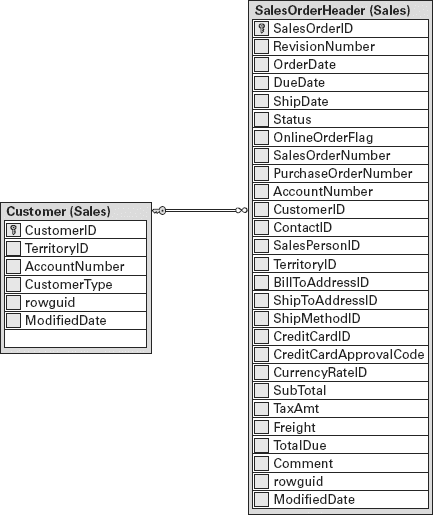 SalesOrderHeader (Sales)
SalesOrderID
RevisionNumber
OrderDate
DueDate
ShipDate
Status
OnlineOrderFlag
SalesOrderNumber
PurchaseOrderNumber
AccountNumber
CustomerID
ContactID
SalesPersonID
TerritoryID
BillToAddressID
ShipToAddressID
ShipMethodID
CreditCardID
CreditCardApprovalCode
CurrencyRateID
SubTotal
TaxAmt
Freight
TotalDue
Comment
rowguid
ModifiedDate
Customer (Sales)
CustomerID
TerritoryID
AccountNumber
CustomerType
rowguid
ModifiedDate